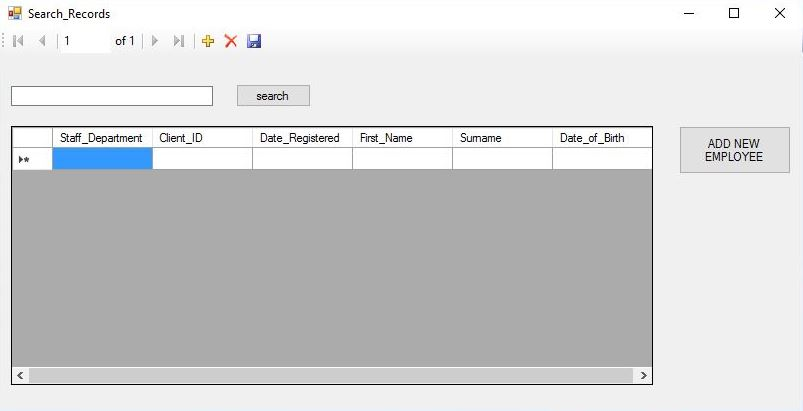 Search_Records
1 of 1
search
Staff_Department Client_ID Date_Registered First_Name Surname Date_of_Birth
ADD NEW
EMPLOYEE